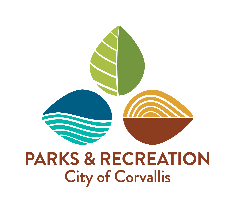 PARKS & RECREATION
City of Corvallis